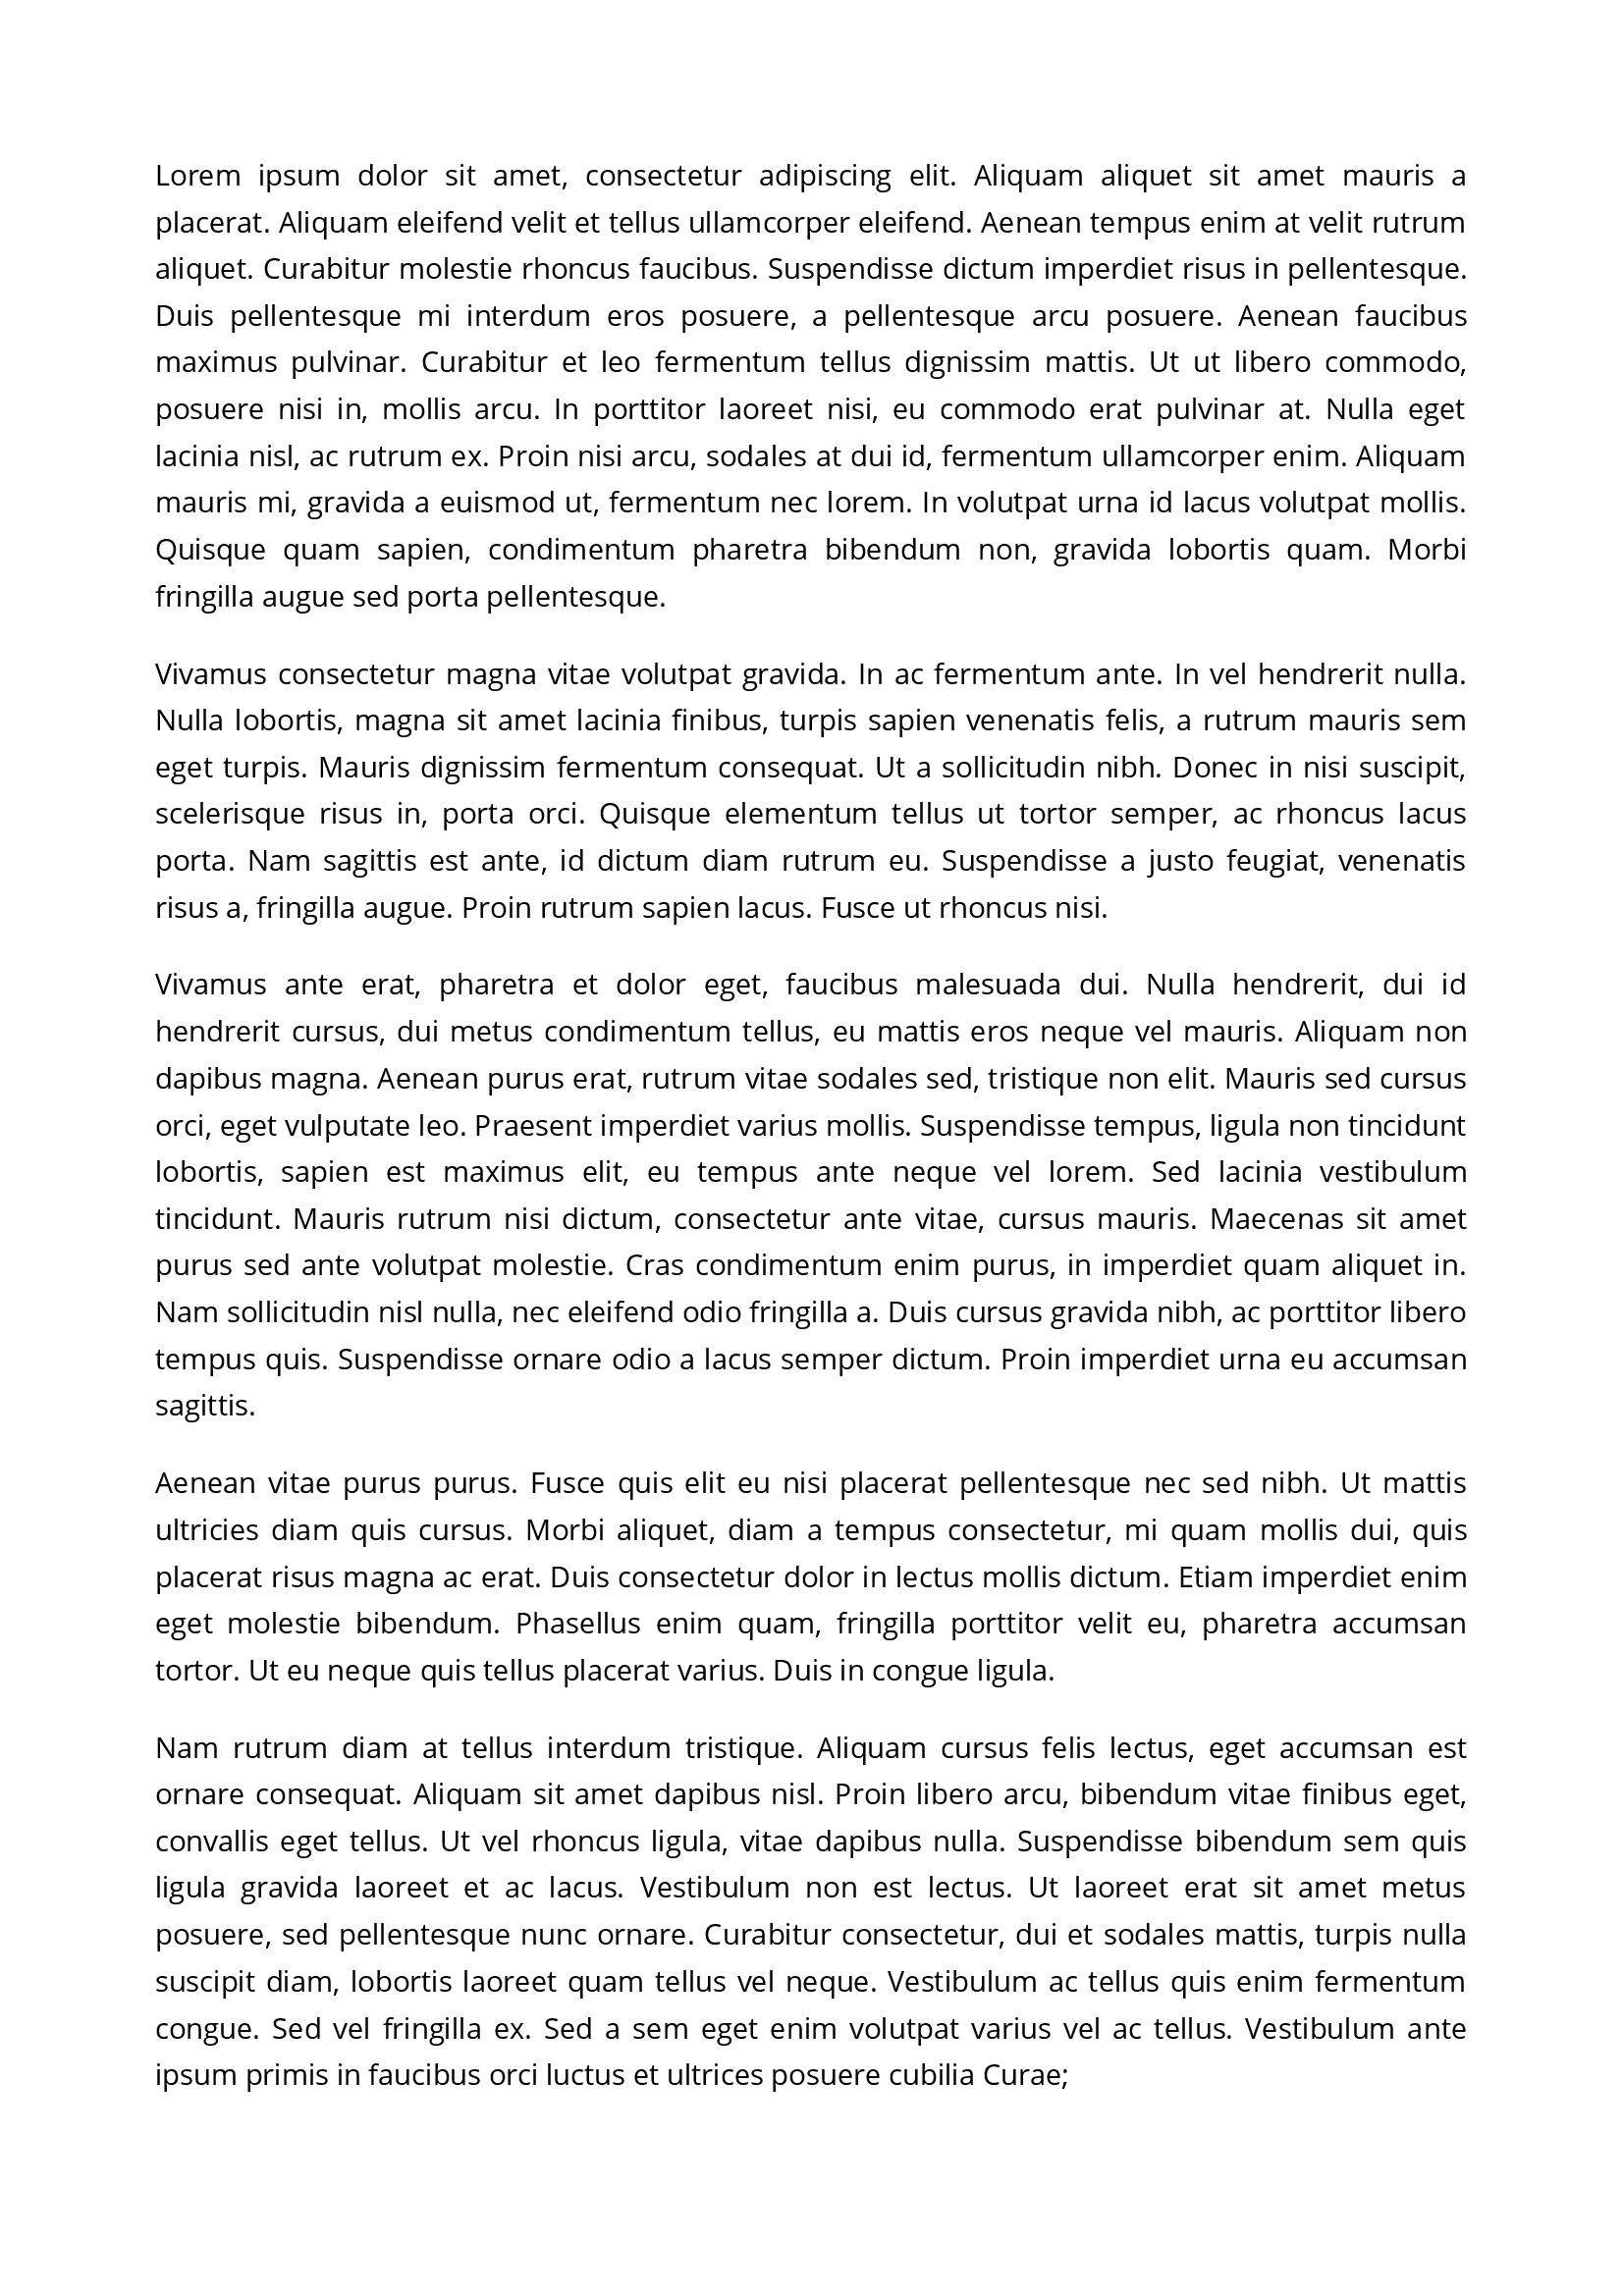 Lorem ipsum dolor sit amet, consectetur adipiscing elit. Aliquam aliquet sit amet mauris a
placerat. Aliquam eleifend velit et tellus ullamcorper eleifend. Aenean tempus enim at velit rutrum
aliquet. Curabitur molestie rhoncus faucibus. Suspendisse dictum imperdiet risus in pellentesque.
Duis pellentesque mi interdum eros posuere, a pellentesque arcu posuere. Aenean faucibus
maximus pulvinar. Curabitur et leo fermentum tellus dignissim mattis. Ut ut libero commodo,
posuere nisi in, mollis arcu. In porttitor laoreet nisi, eu commodo erat pulvinar at. Nulla eget
lacinia nisl, ac rutrum ex. Proin nisi arcu, sodales at dui id, fermentum ullamcorper enim. Aliquam
mauris mi, gravida a euismod ut, fermentum nec lorem. In volutpat urna id lacus volutpat mollis.
Quisque quam sapien, condimentum pharetra bibendum non, gravida lobortis quam. Morbi
fringilla augue sed porta pellentesque.
Vivamus consectetur magna vitae volutpat gravida. In ac fermentum ante. In vel hendrerit nulla.
Nulla lobortis, magna sit amet lacinia finibus, turpis sapien venenatis felis, a rutrum mauris sem
eget turpis. Mauris dignissim fermentum consequat. Ut a sollicitudin nibh. Donec in nisi suscipit,
scelerisque risus in, porta orci. Quisque elementum tellus ut tortor semper, ac rhoncus lacus
porta. Nam sagittis est ante, id dictum diam rutrum eu. Suspendisse a justo feugiat, venenatis
risus a, fringilla augue. Proin rutrum sapien lacus. Fusce ut rhoncus nisi.
Vivamus ante erat, pharetra et dolor eget, faucibus malesuada dui. Nulla hendrerit, dui id
hendrerit cursus, dui metus condimentum tellus, eu mattis eros neque vel mauris. Aliquam non
dapibus magna. Aenean purus erat, rutrum vitae sodales sed, tristique non elit. Mauris sed cursus
orci, eget vulputate leo. Praesent imperdiet varius mollis. Suspendisse tempus, ligula non tincidunt
lobortis, sapien est maximus elit, eu tempus ante neque vel lorem. Sed lacinia vestibulum
tincidunt. Mauris rutrum nisi dictum, consectetur ante vitae, cursus mauris. Maecenas sit amet
purus sed ante volutpat molestie. Cras condimentum enim purus, in imperdiet quam aliquet in.
Nam sollicitudin nisl nulla, nec eleifend odio fringilla a. Duis cursus gravida nibh, ac porttitor libero
tempus quis. Suspendisse ornare odio a lacus semper dictum. Proin imperdiet urna eu accumsan
sagittis.
Aenean vitae purus purus. Fusce quis elit eu nisi placerat pellentesque nec sed nibh. Ut mattis
ultricies diam quis cursus. Morbi aliquet, diam a tempus consectetur, mi quam mollis dui, quis
placerat risus magna ac erat. Duis consectetur dolor in lectus mollis dictum. Etiam imperdiet enim
eget molestie bibendum. Phasellus enim quam, fringilla porttitor velit eu, pharetra accumsan
tortor. Ut eu neque quis tellus placerat varius. Duis in congue ligula.
Nam rutrum diam at tellus interdum tristique. Aliquam cursus felis lectus, eget accumsan est
ornare consequat. Aliquam sit amet dapibus nisl. Proin libero arcu, bibendum vitae finibus eget,
convallis eget tellus. Ut vel rhoncus ligula, vitae dapibus nulla. Suspendisse bibendum sem quis
ligula gravida laoreet et ac lacus. Vestibulum non est lectus. Ut laoreet erat sit amet metus
posuere, sed pellentesque nunc ornare. Curabitur consectetur, dui et sodales mattis, turpis nulla
suscipit diam, lobortis laoreet quam tellus vel neque. Vestibulum ac tellus quis enim fermentum
congue. Sed vel fringilla ex. Sed a sem eget enim volutpat varius vel ac tellus. Vestibulum ante
ipsum primis in faucibus orci luctus et ultrices posuere cubilia Curae;